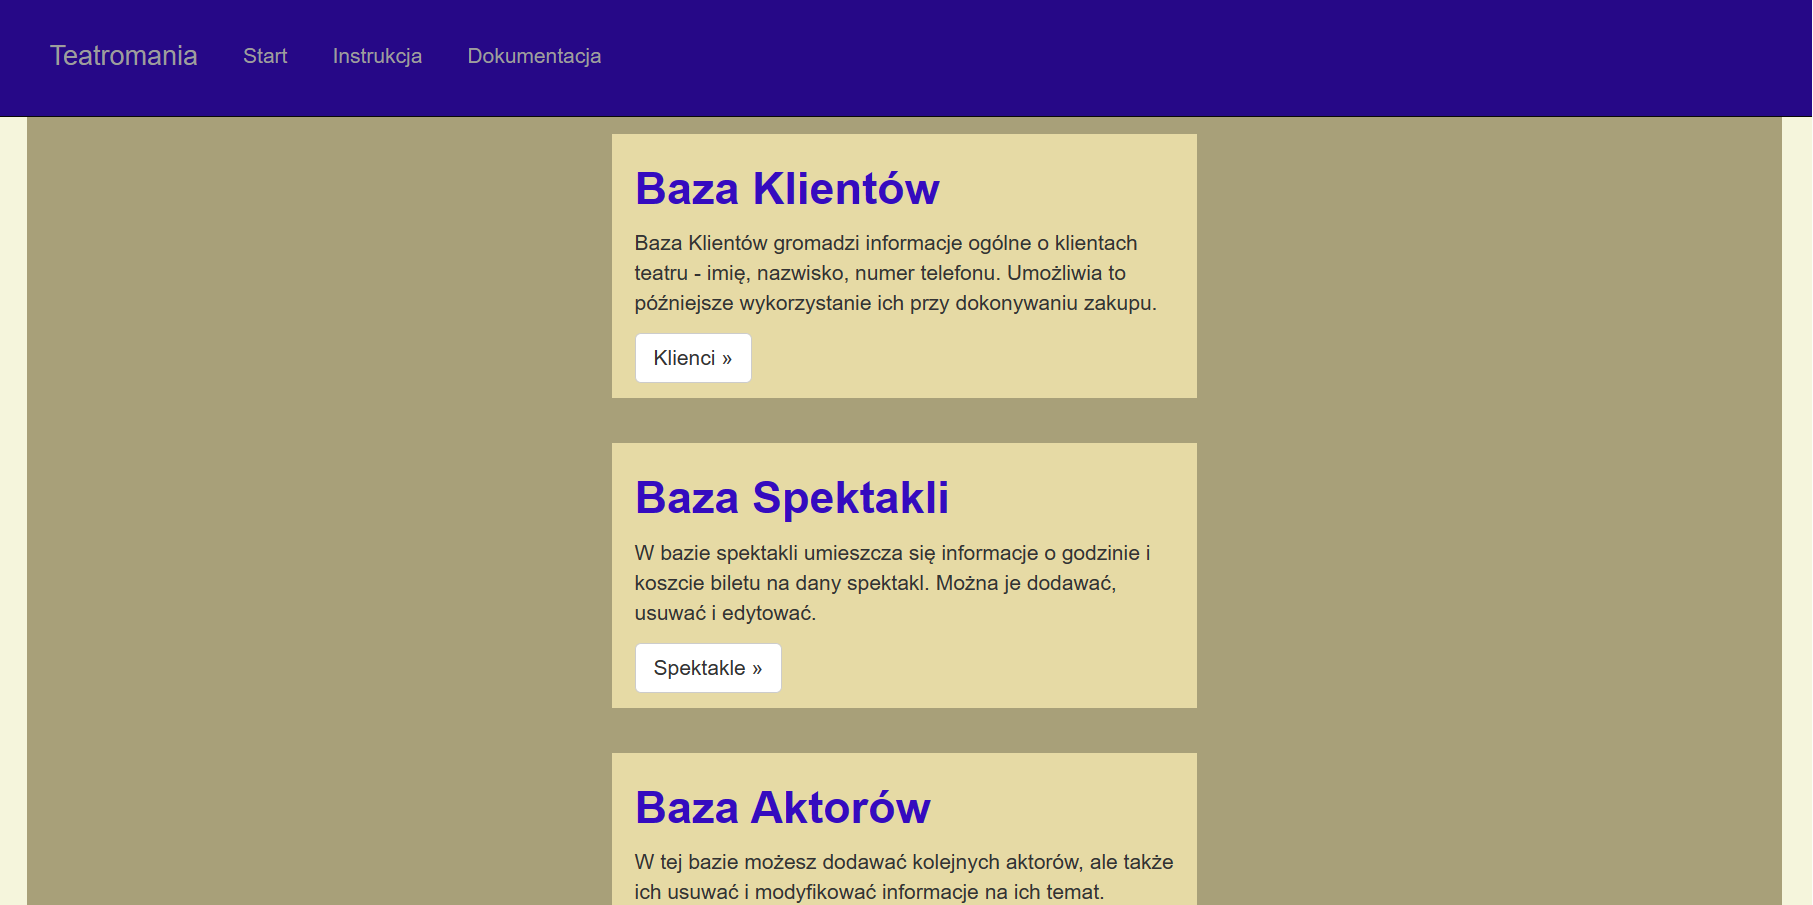 Teatromania Start Instrukcja Dokumentacja
Baza Klientów
Baza Klientów gromadzi informacje ogólne o klientach
teatru - imię, nazwisko, numer telefonu. Umożliwia to
późniejsze wykorzystanie ich przy dokonywaniu zakupu.
Klienci »
Baza Spektakli
W bazie spektakli umieszcza się informacje o godzinie i
koszcie biletu na dany spektakl. Można je dodawać,
usuwać i edytować.
Spektakle »
Baza Aktorów
W tej bazie możesz dodawać kolejnych aktorów, ale także
ich usuwać i modyfikować informacje na ich temat.